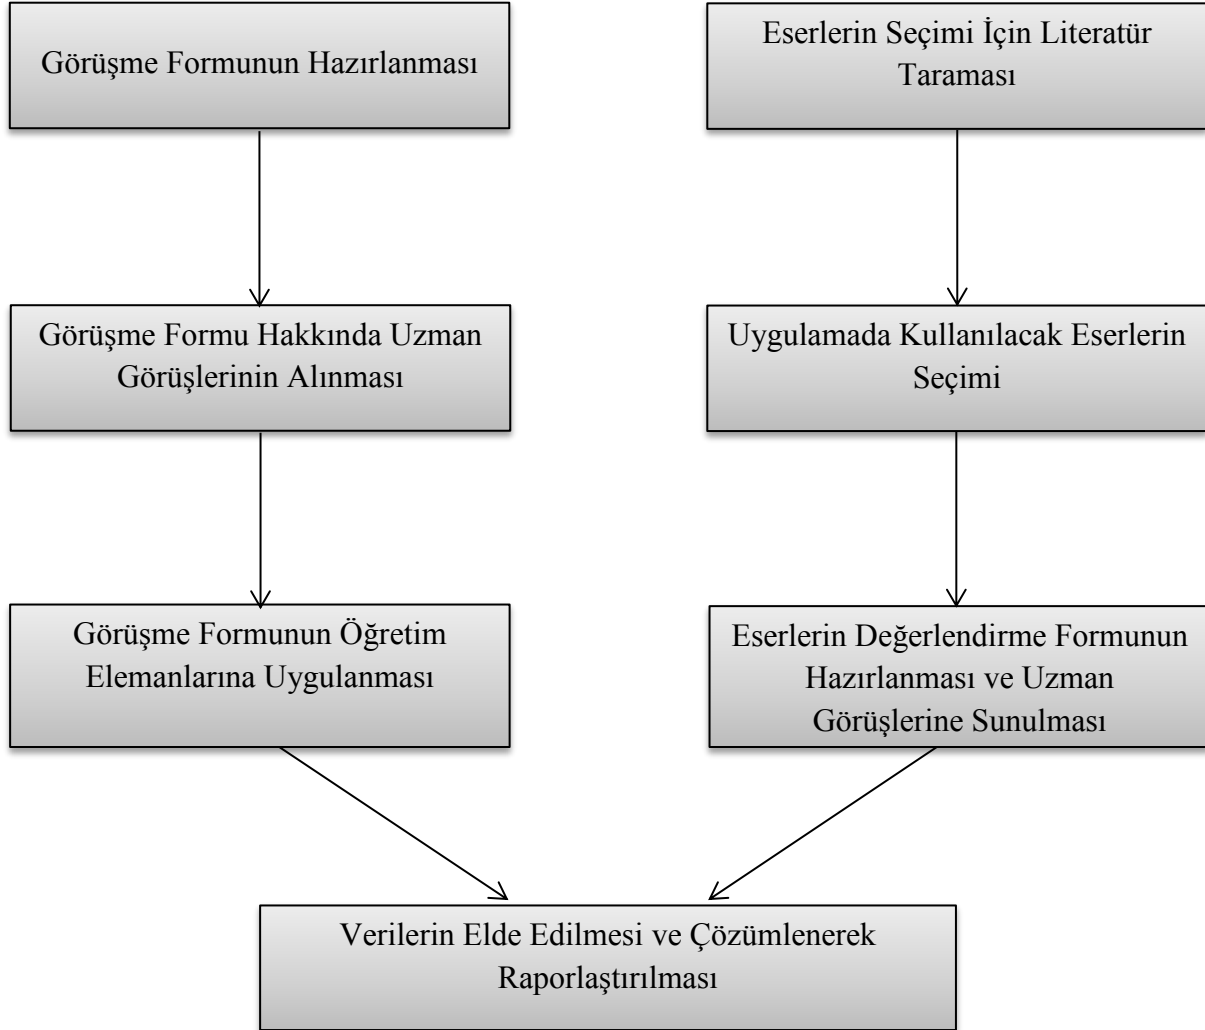 Görüşme Formunun Hazırlanması
Eserlerin Seçimi İçin Literatür
Taraması
Görüşme Formu Hakkında Uzman
Görüşlerinin Alınması
Uygulamada Kullanılacak Eserlerin
Seçimi
Görüşme Formunun Öğretim
Elemanlarına Uygulanması
Eserlerin Değerlendirme Formunun
Hazırlanması ve Uzman
Görüşlerine Sunulması
Verilerin Elde Edilmesi ve Çözümlenerek
Raporlaştırılması